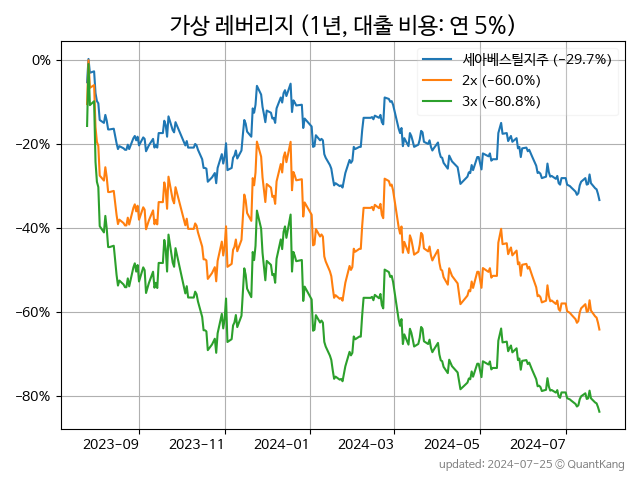 가상 레버리지 (1년, 대출 비용: 연 5%)
세아베스틸지주 (−29.7%)
2x (−60.0%)
3x (−80.8%)
0%
−20%
−40%
−60%
−80%
2023-09
2023-11
2024-01
2024-03
2024-05
2024-07
updated: 2024-07-25 © QuantKang